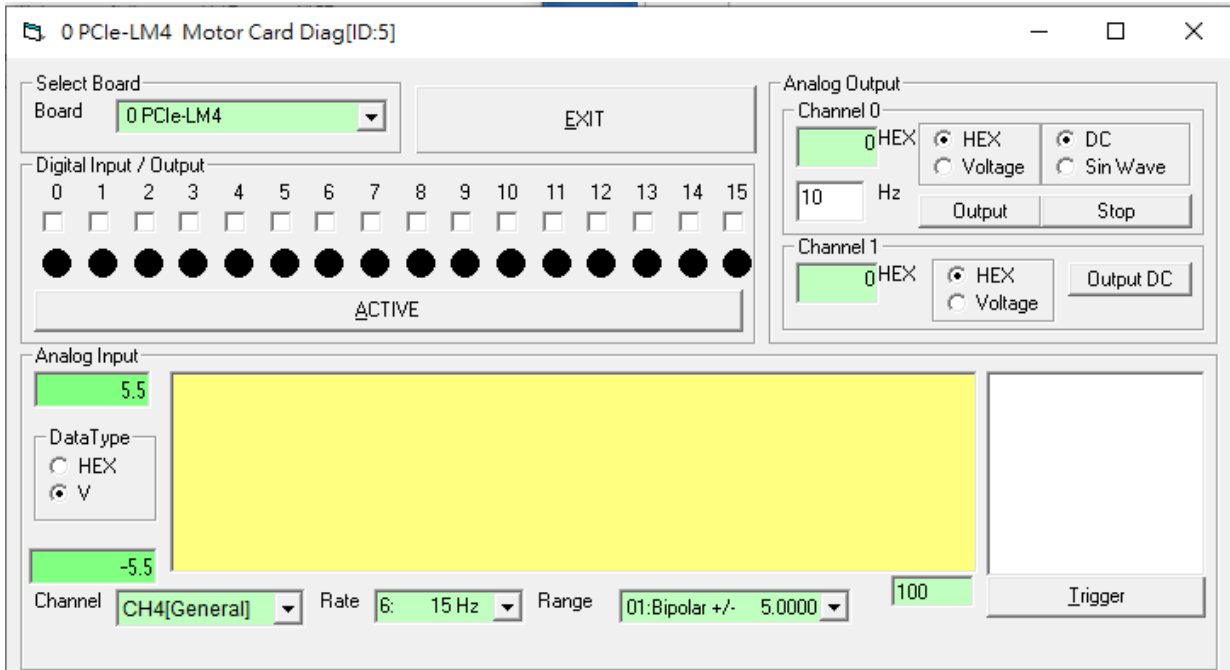 0 PCIe-LM4 Motor Card Diag[ID:5]
Select Board
Board 0 PCIe-LM4
EXIT
Digital Input / Output
0 1 2 3 4 5 6 7 8 9 10 11 12 13 14 15
ACTIVE
Analog Output
Channel 0
0 HEX HEX DC
Voltage Sin Wave
10 Hz Output Stop
Channel 1
0 HEX HEX Output DC
Voltage
Analog Input
5.5
DataType
HEX
V
-5.5
Channel CH4[General] Rate 6: 15 Hz Range 01:Bipolar +/- 5.0000 100 Trigger